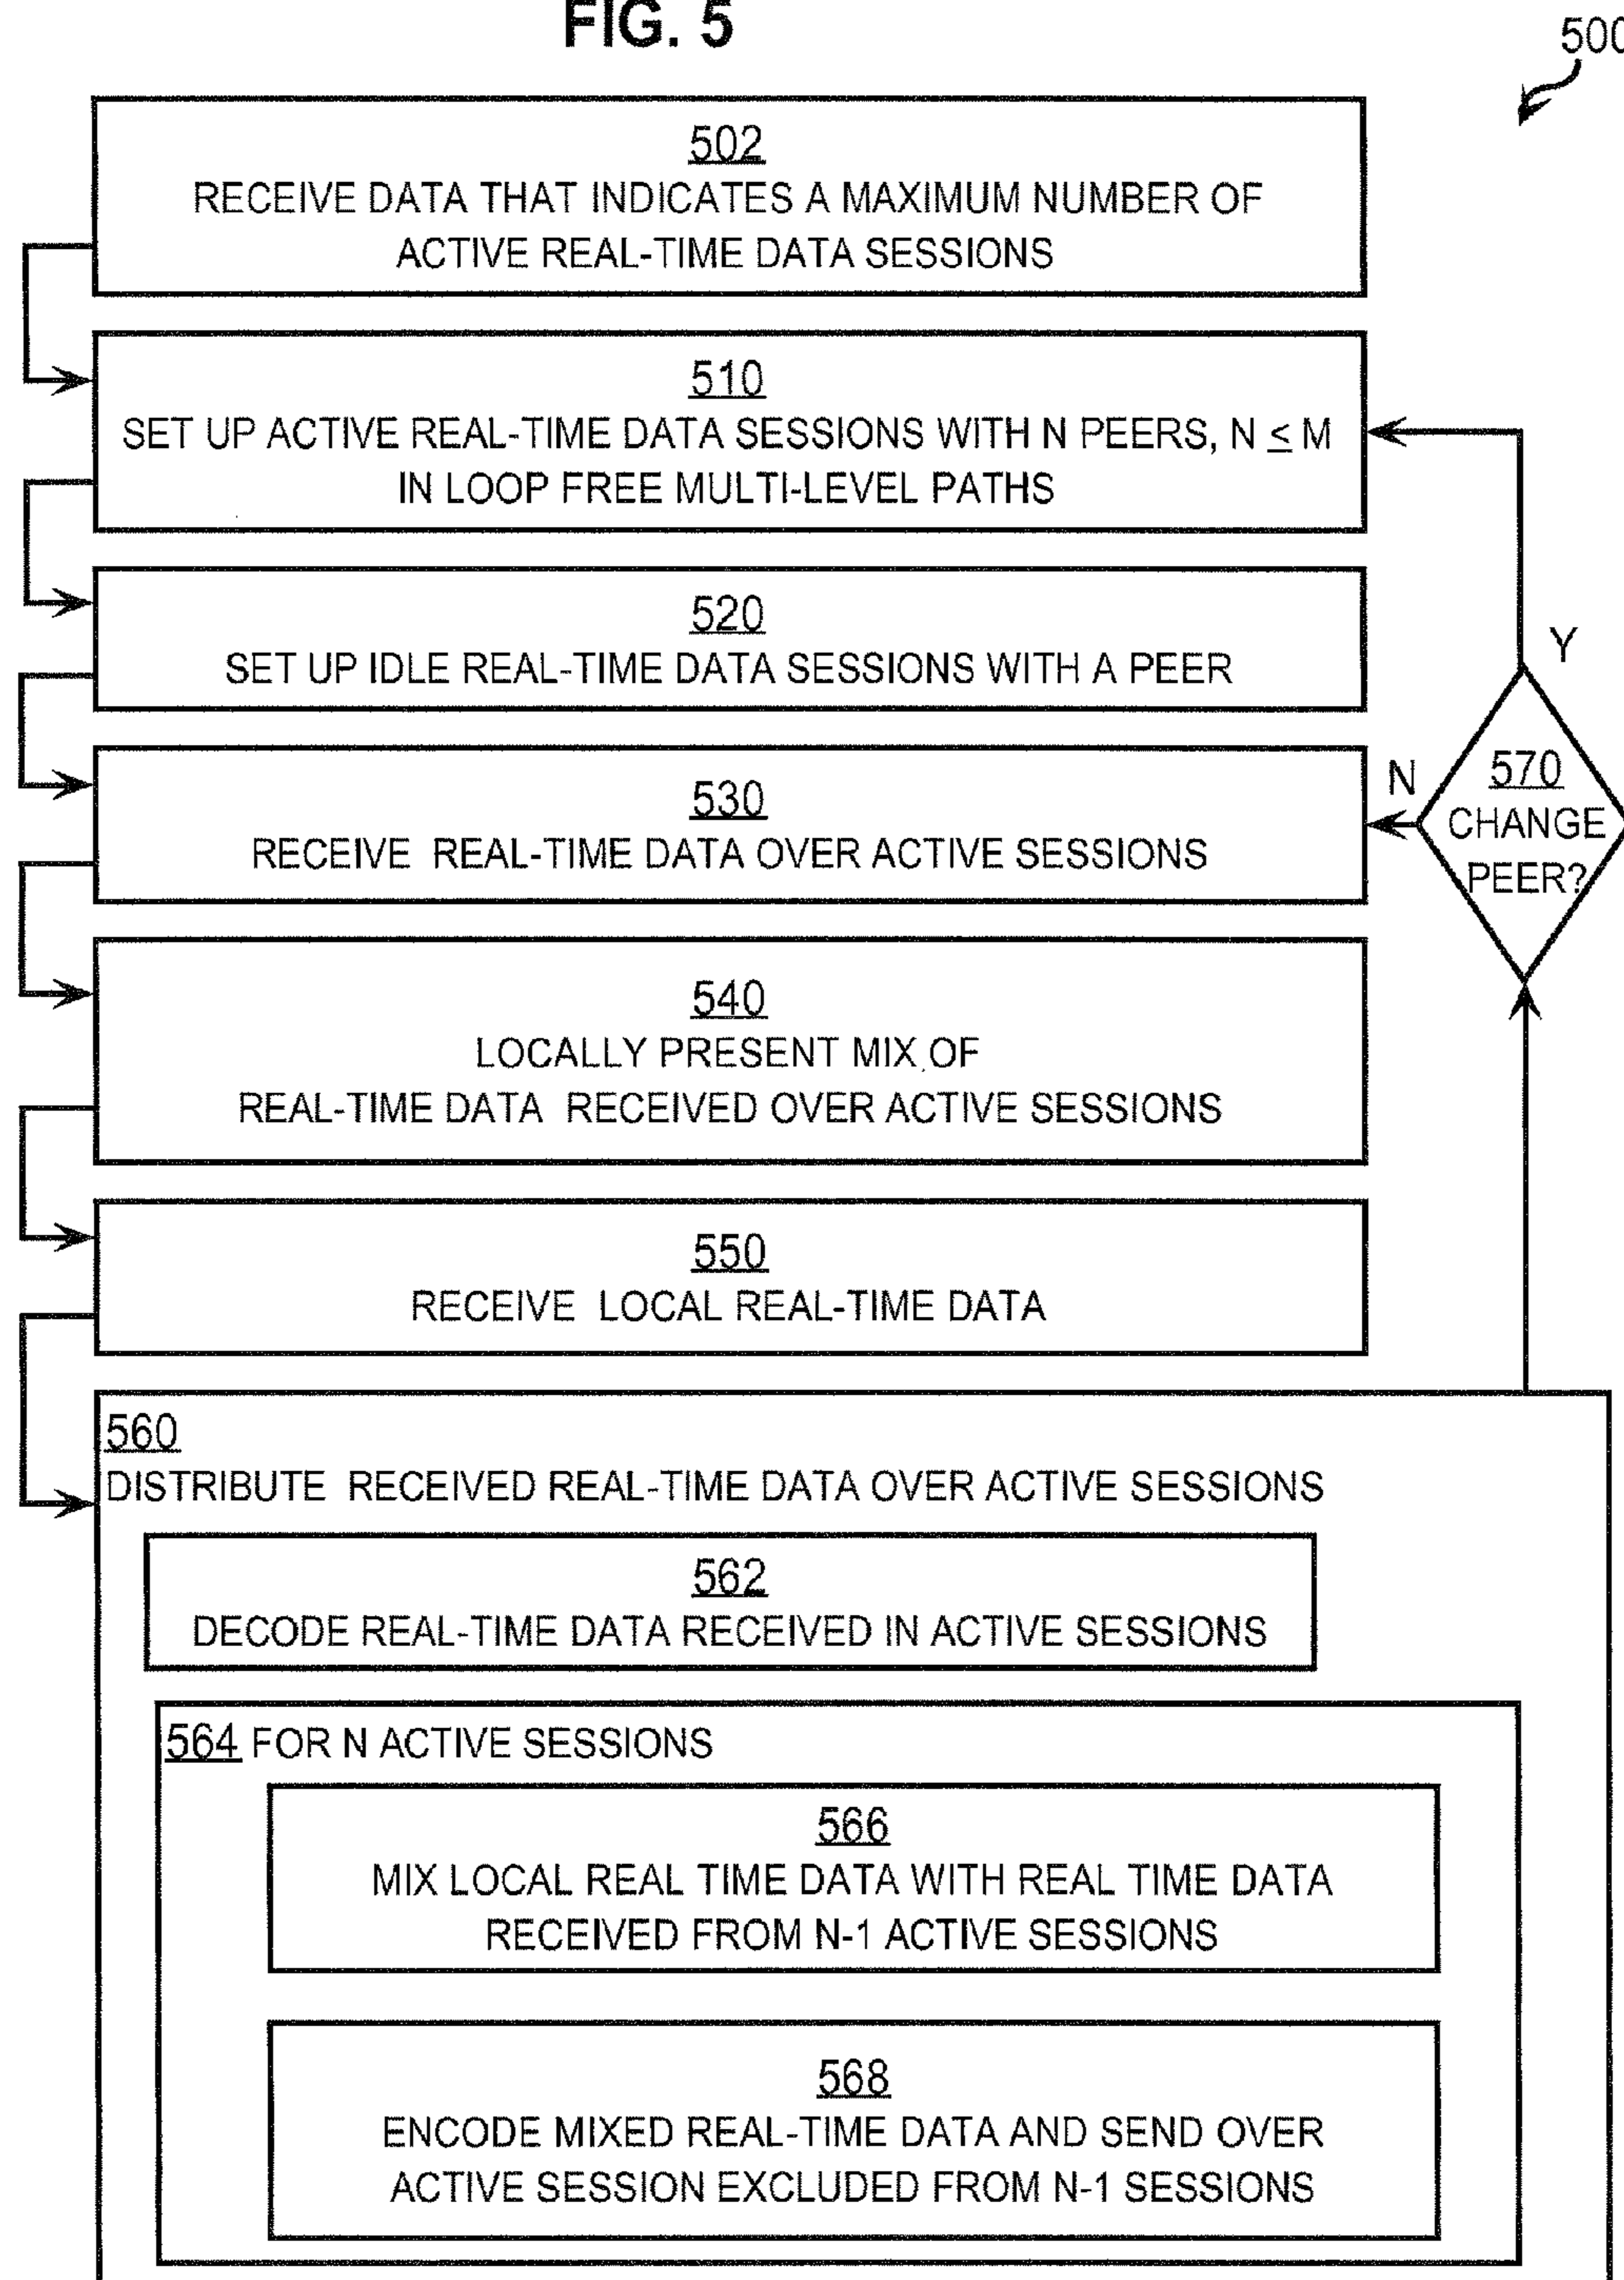 FIG. 5
500
502
RECEIVE DATA THAT INDICATES A MAXIMUM NUMBER OF
ACTIVE REAL-TIME DATA SESSIONS
510
SET UP ACTIVE REAL-TIME DATA SESSIONS WITH N PEERS, N ≤ M
IN LOOP FREE MULTI-LEVEL PATHS
520
SET UP IDLE REAL-TIME DATA SESSIONS WITH A PEER
Y
530
RECEIVE REAL-TIME DATA OVER ACTIVE SESSIONS
N
570
CHANGE
PEER?
540
LOCALLY PRESENT MIX OF
REAL-TIME DATA RECEIVED OVER ACTIVE SESSIONS
550
RECEIVE LOCAL REAL-TIME DATA
560
DISTRIBUTE RECEIVED REAL-TIME DATA OVER ACTIVE SESSIONS
562
DECODE REAL-TIME DATA RECEIVED IN ACTIVE SESSIONS
564 FOR N ACTIVE SESSIONS
566
MIX LOCAL REAL TIME DATA WITH REAL TIME DATA
RECEIVED FROM N-1 ACTIVE SESSIONS
568
ENCODE MIXED REAL-TIME DATA AND SEND OVER
ACTIVE SESSION EXCLUDED FROM N-1 SESSIONS